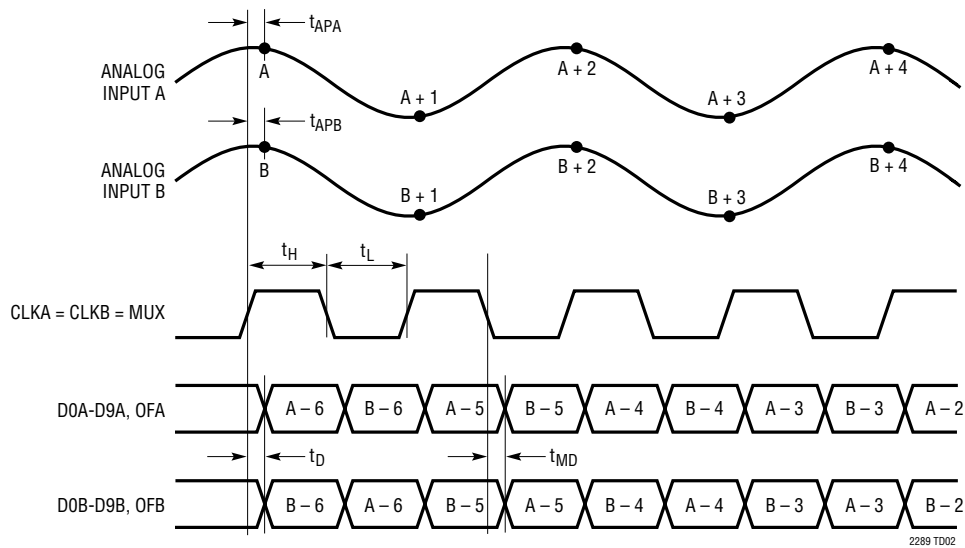 tAPA
ANALOG
INPUT A
A
A + 1
A + 2
A + 3
A + 4
tAPB
ANALOG
INPUT B
B
B + 1
B + 2
B + 3
B + 4
tH
tL
CLKA = CLKB = MUX
D0A-D9A, OFA
A – 6
B – 6
A – 5
B – 5
A – 4
B – 4
A – 3
B – 3
A – 2
tD
tMD
D0B-D9B, OFB
B – 6
A – 6
B – 5
A – 5
B – 4
A – 4
B – 3
A – 3
B – 2
2289 TD02